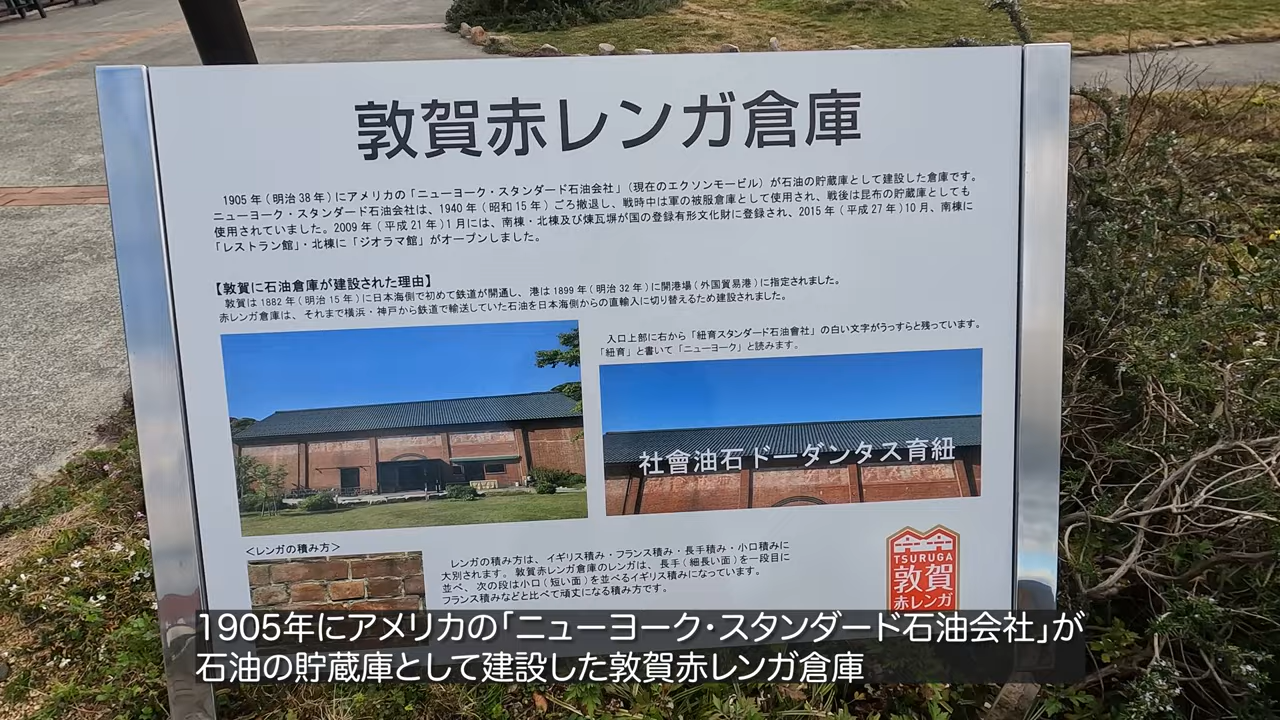 敦賀赤レンガ倉庫
1905年(明治38年)にアメリカの「ニューヨーク・スタンダード石油会社」(現在のエクソンモービル)が石油の貯蔵庫として建設した倉庫です。
ニューヨーク・スタンダード石油会社は、1940年(昭和15年)ごろ撤退し、戦時中は軍の被服倉庫として使用され、戦後は昆布の貯蔵庫としても
使用されていました。2009年(平成21年)1月には、南棟・北棟及び煉瓦塀が国の登録有形文化財に登録され、2015年(平成27年)10月、南棟に
「レストラン館」・北棟に「ジオラマ館」がオープンしました。
【敦賀に石油倉庫が建設された理由】
敦賀は1882年(明治15年)に日本海側で初めて鉄道が開通し、港は1899年(明治32年)に開港場(外国貿易港)に指定されました。
赤レンガ倉庫は、それまで横浜・神戸から鉄道で輸送していた石油を日本海側からの直輸入に切り替えるため建設されました。
入口上部に右から「紐育スタンダード石油會社」の白い文字がうっすらと残っています。
「紐育」と書いて「ニューヨーク」と読みます。
社會油石ドーダンタス育紐
<レンガの積み方>
レンガの積み方は、イギリス積み・フランス積み・長手積み・小口積みに
大別されます。敦賀赤レンガ倉庫のレンガは、長手(細長い面)を一段目に
並べ、次の段は小口(短い面)を並べるイギリス積みになっています。
フランス積みなどと比べて頑丈になる積み方です。
TSURUGA
敦賀
赤レンガ
1905年にアメリカの「ニューヨーク・スタンダード石油会社」が
石油の貯蔵庫として建設した敦賀赤レンガ倉庫